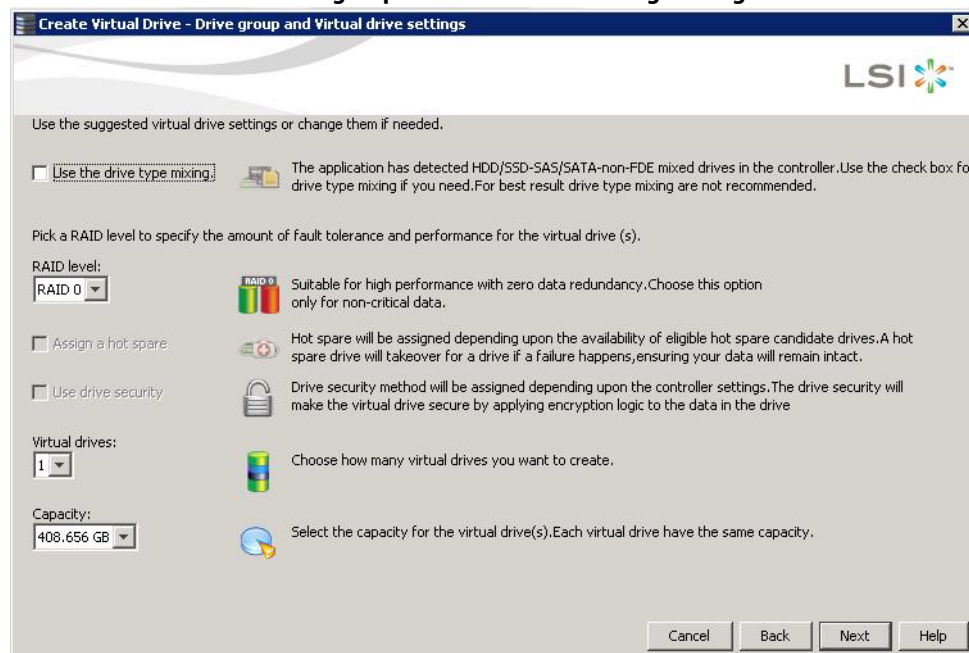 Create Virtual Drive - Drive group and Virtual drive settings
LSI
Use the suggested virtual drive settings or change them if needed.
Use the drive type mixing.
The application has detected HDD/SSD-SAS/SATA-non-FDE mixed drives in the controller.Use the check box fo
drive type mixing if you need.For best result drive type mixing are not recommended.
Pick a RAID level to specify the amount of fault tolerance and performance for the virtual drive (s).
RAID level:
RAID 0
RAID 0
Suitable for high performance with zero data redundancy.Choose this option
only for non-critical data.
Assign a hot spare
Hot spare will be assigned depending upon the availability of eligible hot spare candidate drives.A hot
spare drive will takeover for a drive if a failure happens,ensuring your data will remain intact.
Use drive security
Drive security method will be assigned depending upon the controller settings.The drive security will
make the virtual drive secure by applying encryption logic to the data in the drive
Virtual drives:
1
Choose how many virtual drives you want to create.
Capacity:
408.656 GB
Select the capacity for the virtual drive(s).Each virtual drive have the same capacity.
Cancel
Back
Next
Help